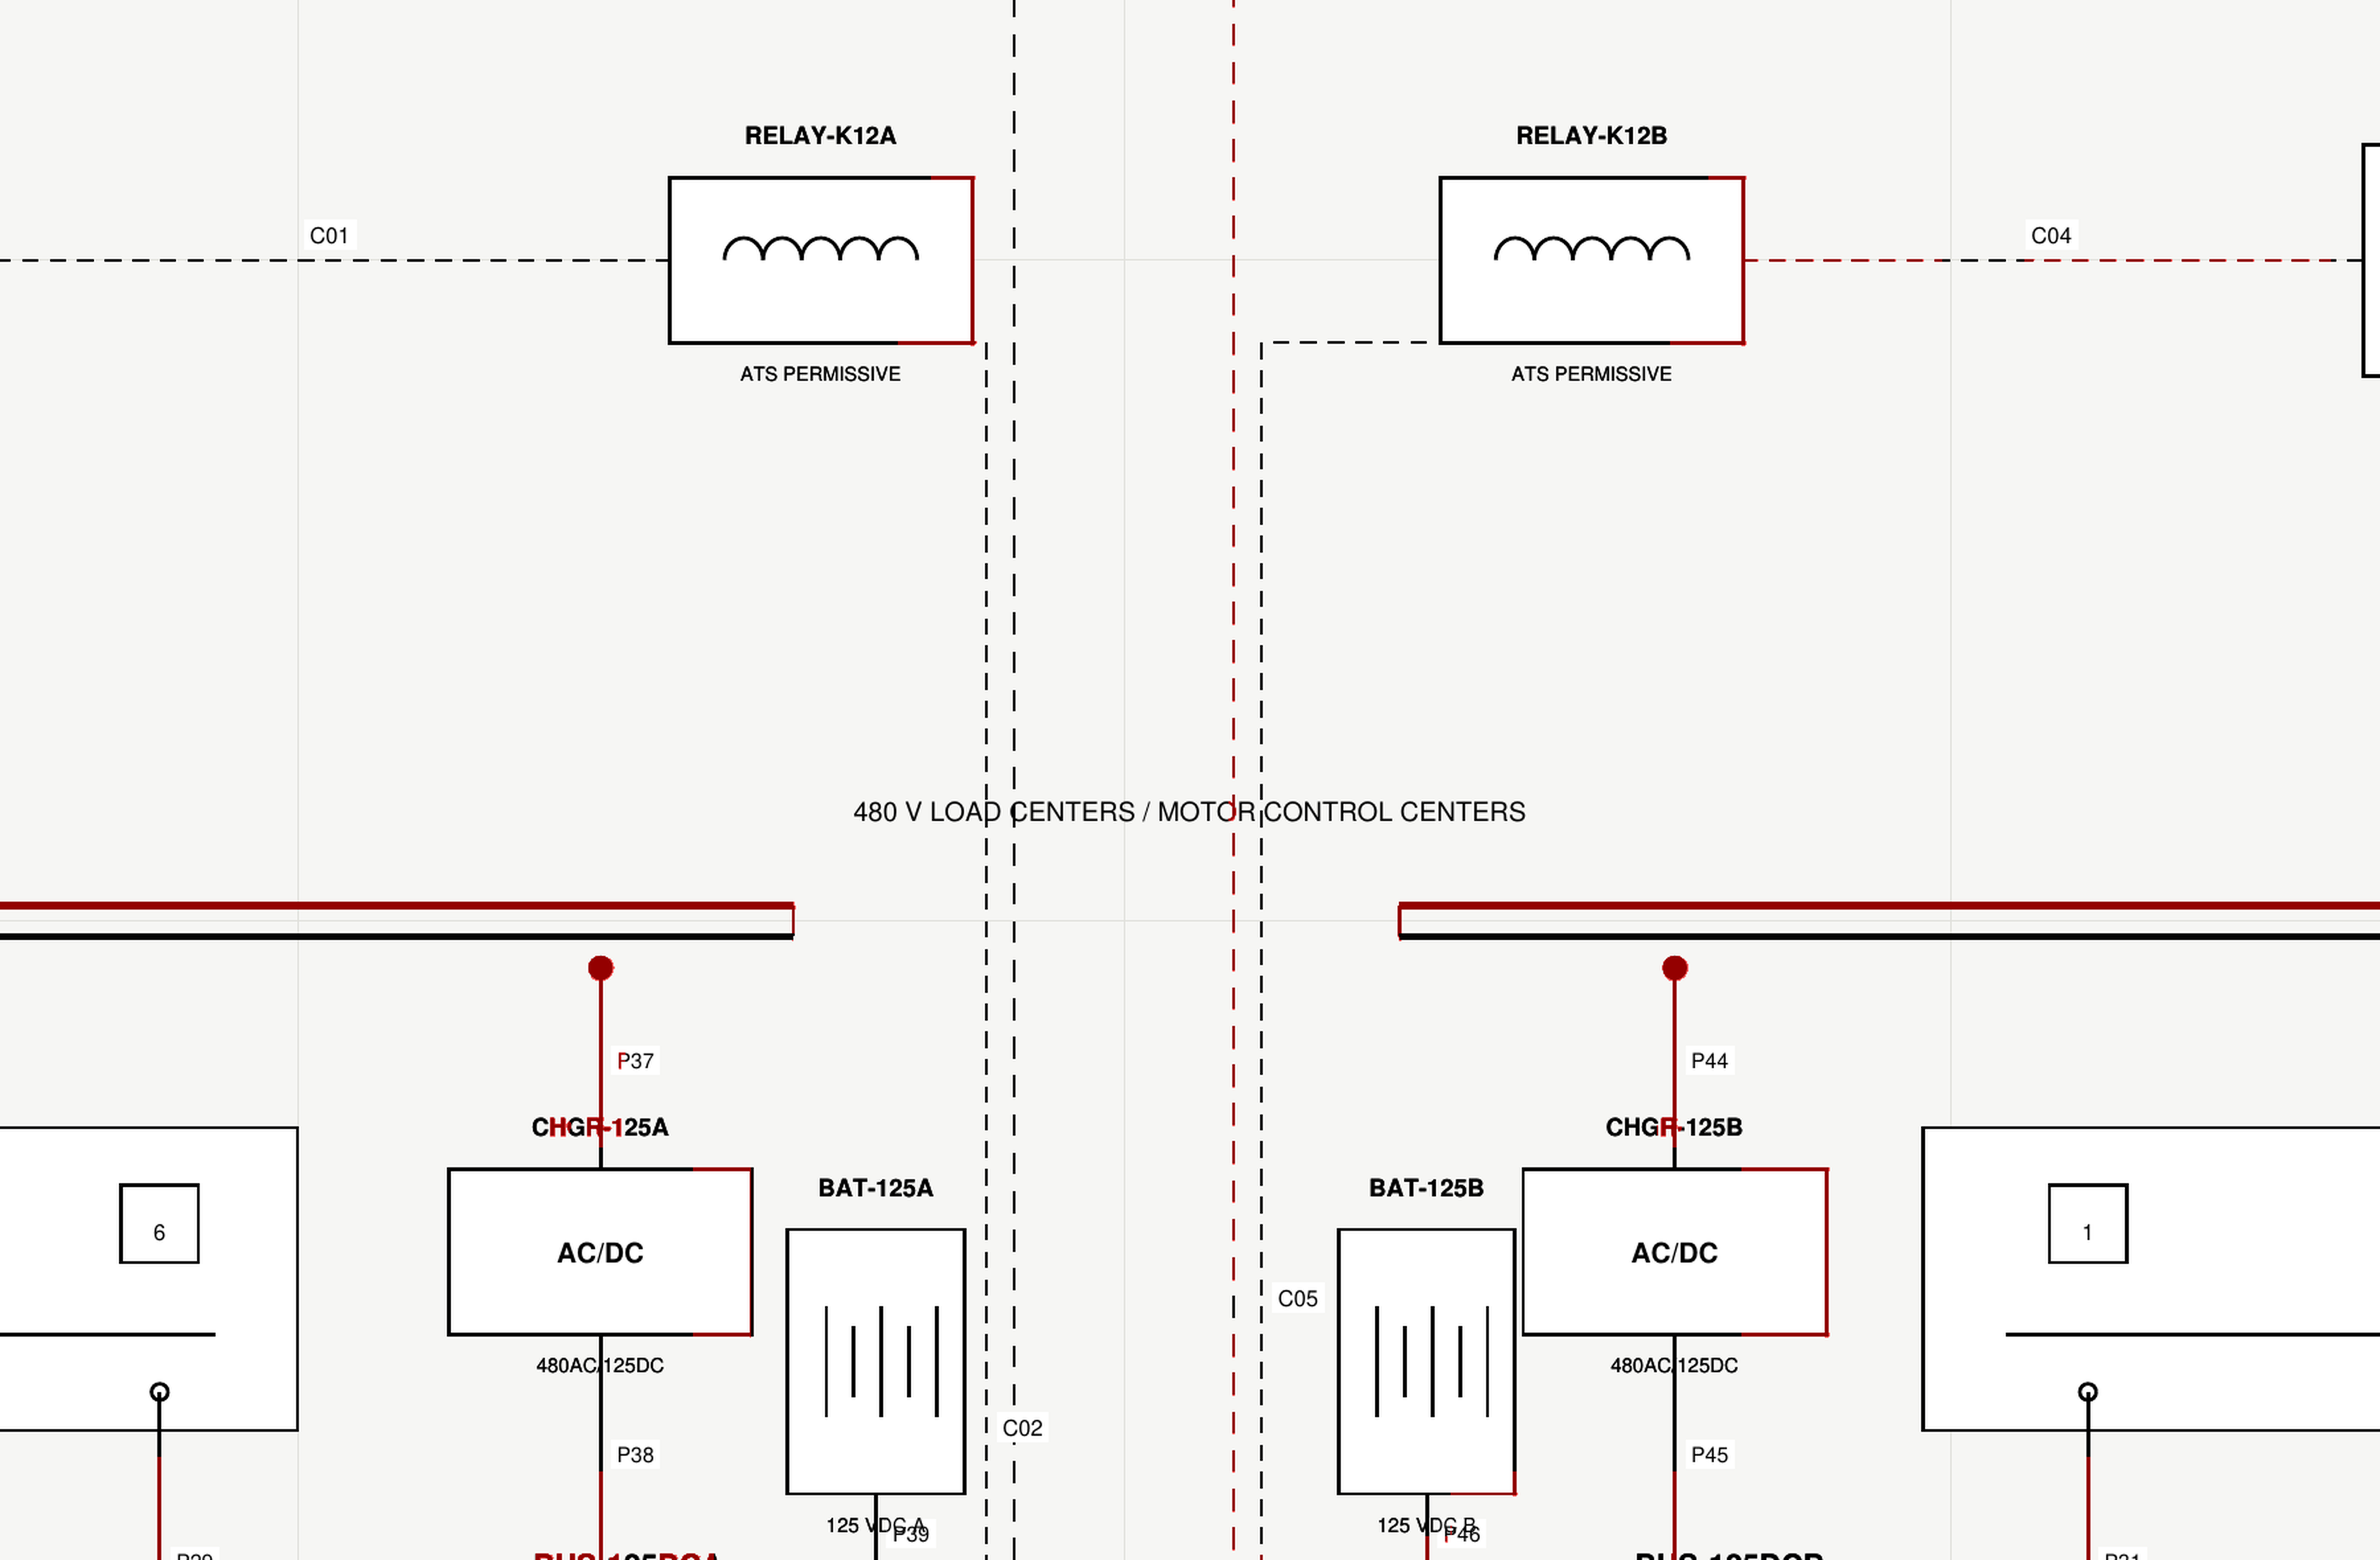 RELAY-K12A
RELAY-K12B
C01
C04
ATS PERMISSIVE
ATS PERMISSIVE
480 V LOAD CENTERS / MOTOR CONTROL CENTERS
P37
P44
CHGR-125A
CHGR-125B
BAT-125A
BAT-125B
6
1
AC/DC
AC/DC
C05
480AC/125DC
480AC/125DC
C02
P38
P45
125 VDC A
P39
125 VDC B
P46